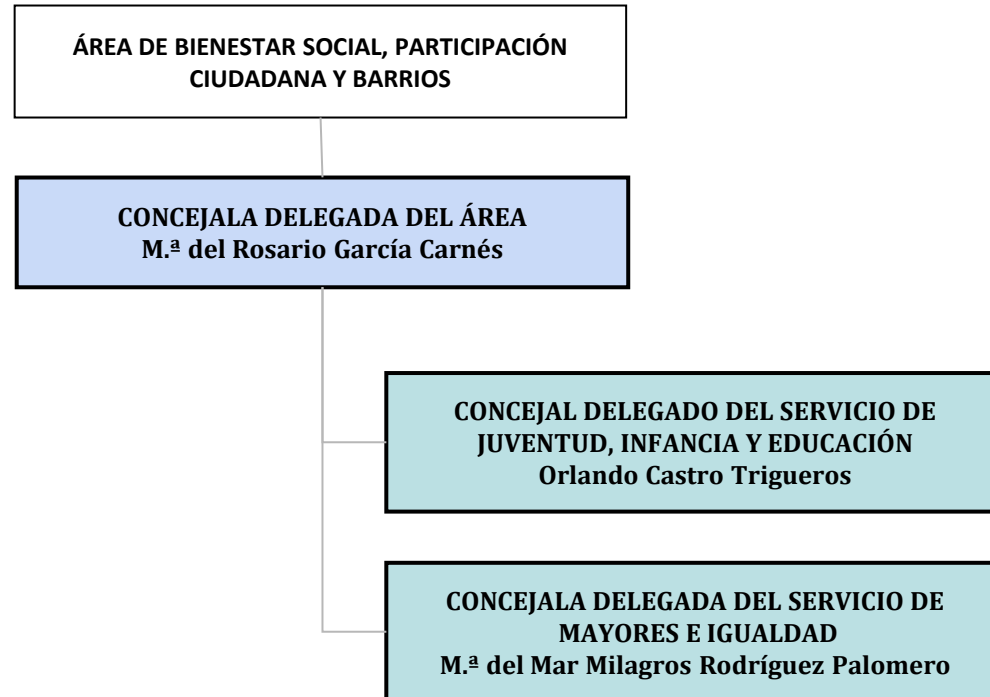 ÁREA DE BIENESTAR SOCIAL, PARTICIPACIÓN
CIUDADANA Y BARRIOS
CONCEJALA DELEGADA DEL ÁREA
M.ª del Rosario García Carnés
CONCEJAL DELEGADO DEL SERVICIO DE
JUVENTUD, INFANCIA Y EDUCACIÓN
Orlando Castro Trigueros
CONCEJALA DELEGADA DEL SERVICIO DE
MAYORES E IGUALDAD
M.ª del Mar Milagros Rodríguez Palomero